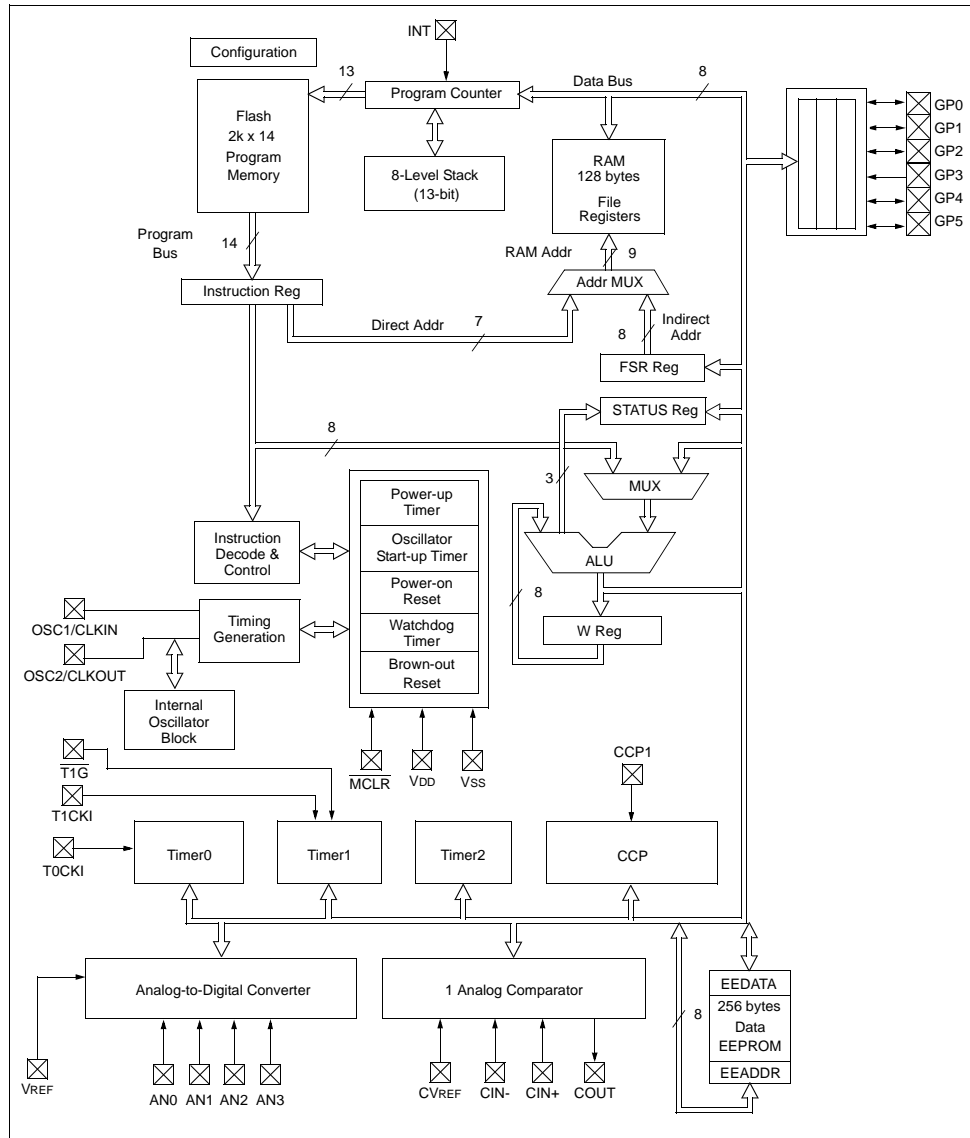 INT
Configuration
13
Program Counter
Data Bus
8
Flash
2k x 14
Program
Memory
8-Level Stack
(13-bit)
RAM
128 bytes
File
Registers
GP0
GP1
GP2
GP3
GP4
GP5
Program
Bus
14
RAM Addr
9
Addr MUX
Instruction Reg
Direct Addr
7
8
Indirect
Addr
FSR Reg
STATUS Reg
8
3
MUX
Power-up
Timer
Oscillator
Start-up Timer
Power-on
Reset
Watchdog
Timer
Brown-out
Reset
Instruction
Decode &
Control
ALU
8
W Reg
OSC1/CLKIN
Timing
Generation
OSC2/CLKOUT
Internal
Oscillator
Block
T1G
MCLR
VDD
VSS
CCP1
T1CKI
T0CKI
Timer0
Timer1
Timer2
CCP
Analog-to-Digital Converter
1 Analog Comparator
8
EEDATA
256 bytes
Data
EEPROM
EEADDR
VREF
AN0
AN1
AN2
AN3
CVREF
CIN-
CIN+
COUT